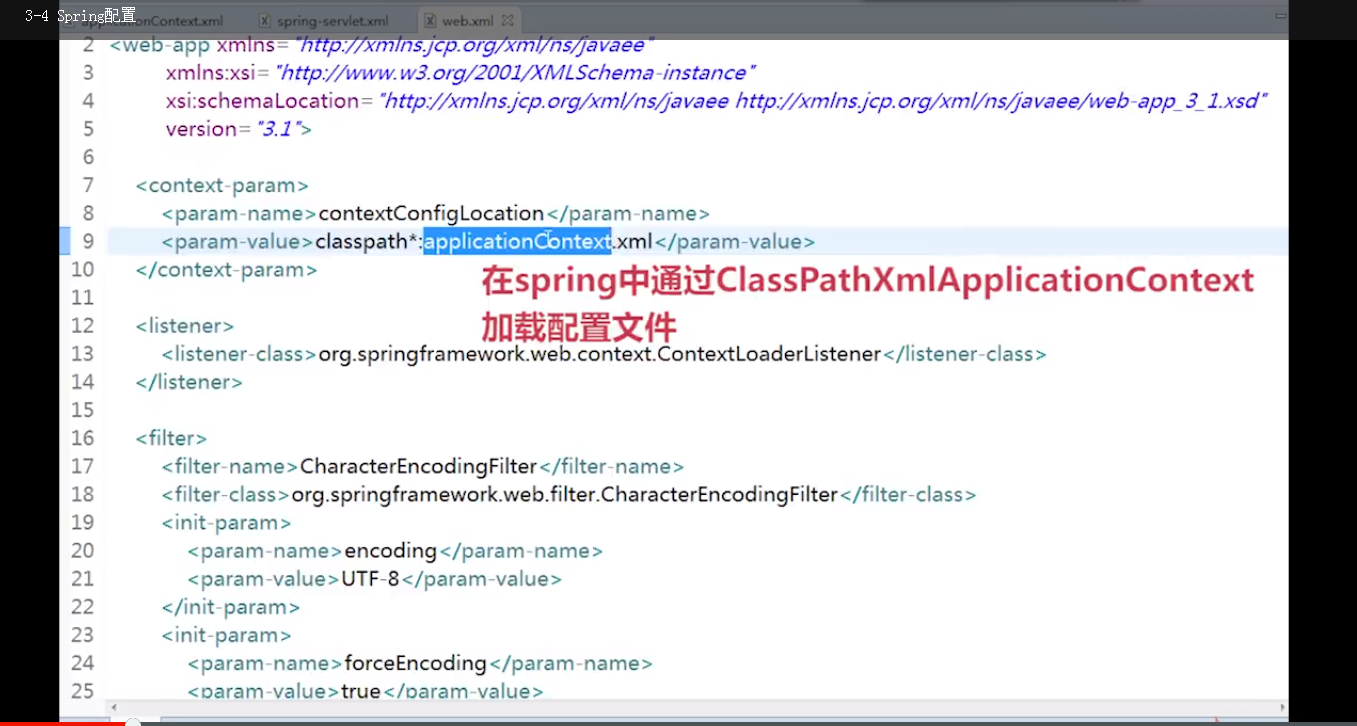 3-4 Spring配置
applicationContext.xml spring-servlet.xml web.xml
2 <web-app xmlns="http://xmlns.jcp.org/xml/ns/javaee"
3 xmlns:xsi="http://www.w3.org/2001/XMLSchema-instance"
4 xsi:schemaLocation="http://xmlns.jcp.org/xml/ns/javaee http://xmlns.jcp.org/xml/ns/javaee/web-app_3_1.xsd"
5 version="3.1">
6
7 <context-param>
8 <param-name>contextConfigLocation</param-name>
9 <param-value>classpath*:applicationContext.xml</param-value>
10 </context-param>
在spring中通过ClassPathXmlApplicationContext
11
加载配置文件
12 <listener>
13 <listener-class>org.springframework.web.context.ContextLoaderListener</listener-class>
14 </listener>
15
16 <filter>
17 <filter-name>CharacterEncodingFilter</filter-name>
18 <filter-class>org.springframework.web.filter.CharacterEncodingFilter</filter-class>
19 <init-param>
20 <param-name>encoding</param-name>
21 <param-value>UTF-8</param-value>
22 </init-param>
23 <init-param>
24 <param-name>forceEncoding</param-name>
25 <param-value>true</param-value>